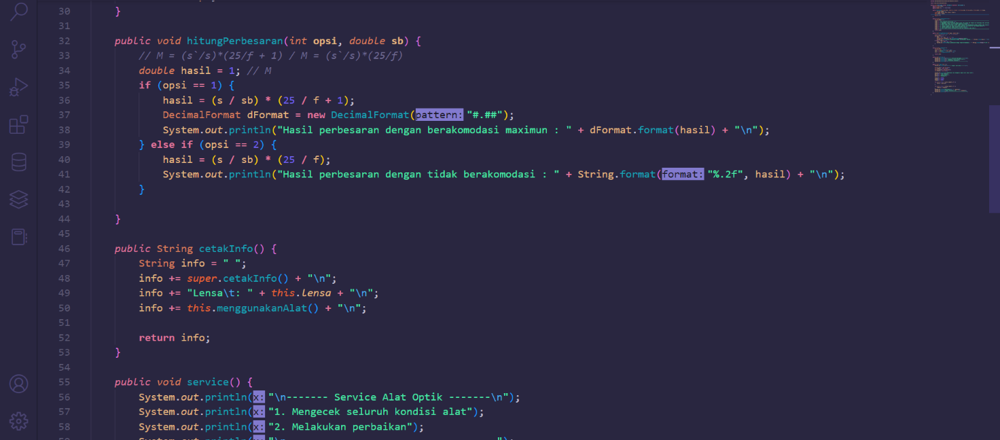 30 }
31
32 public void hitungPerbesaran(int opsi, double sb) {
33 // M = (s`/s)*(25/f + 1) / M = (s`/s)*(25/f)
34 double hasil = 1; // M
35 if (opsi == 1) {
36 hasil = (s / sb) * (25 / f + 1);
37 DecimalFormat dFormat = new DecimalFormat(pattern: "#.##");
38 System.out.println("Hasil perbesaran dengan berakomodasi maximun : " + dFormat.format(hasil) + "\n");
39 } else if (opsi == 2) {
40 hasil = (s / sb) * (25 / f);
41 System.out.println("Hasil perbesaran dengan tidak berakomodasi : " + String.format(format: "%.2f", hasil) + "\n");
42 }
43
44 }
45
46 public String cetakInfo() {
47 String info = " ";
48 info += super.cetakInfo() + "\n";
49 info += "Lensa\t: " + this.lensa + "\n";
50 info += this.menggunakanAlat() + "\n";
51
52 return info;
53 }
54
55 public void service() {
56 System.out.println(x: "\n------- Service Alat Optik -------\n");
57 System.out.println(x: "1. Mengecek seluruh kondisi alat");
58 System.out.println(x: "2. Melakukan perbaikan");